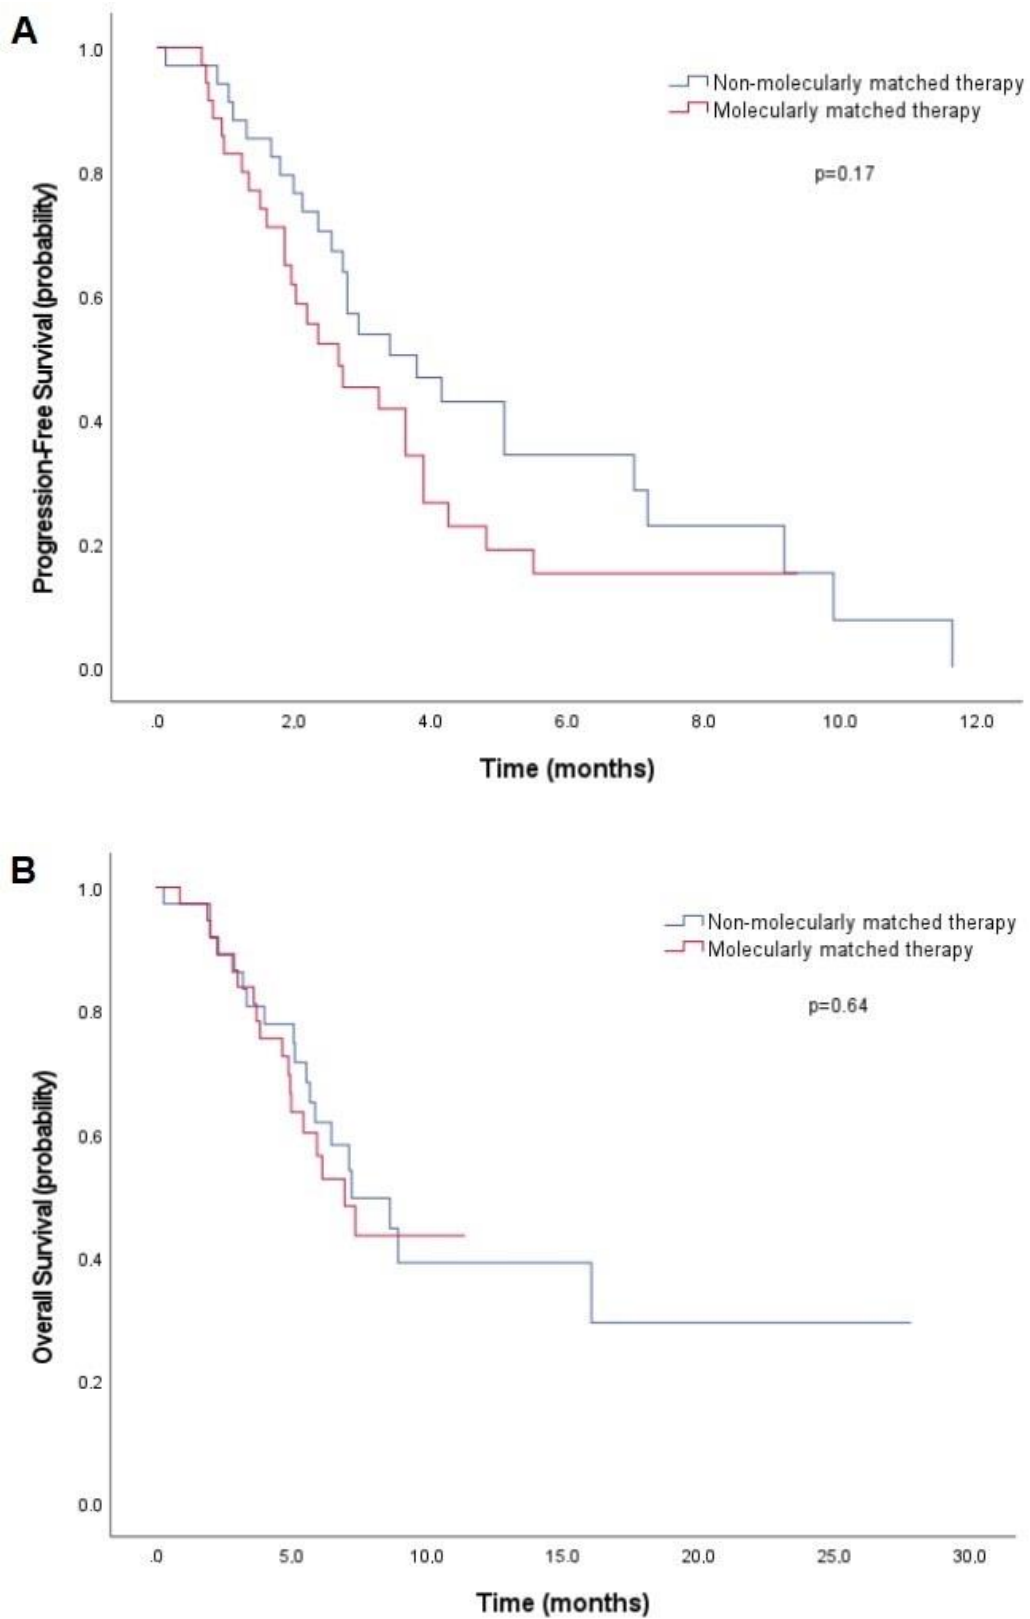 A
Non-molecularly matched therapy
Molecularly matched therapy
p=0.17
Progression-Free Survival (probability)
1.0
0.8
0.6
0.4
0.2
0.0
.0 2.0 4.0 6.0 8.0 10.0 12.0
Time (months)
B
Non-molecularly matched therapy
Molecularly matched therapy
p=0.64
Overall Survival (probability)
1.0
0.8
0.6
0.4
0.2
0.0
.0 5.0 10.0 15.0 20.0 25.0 30.0
Time (months)